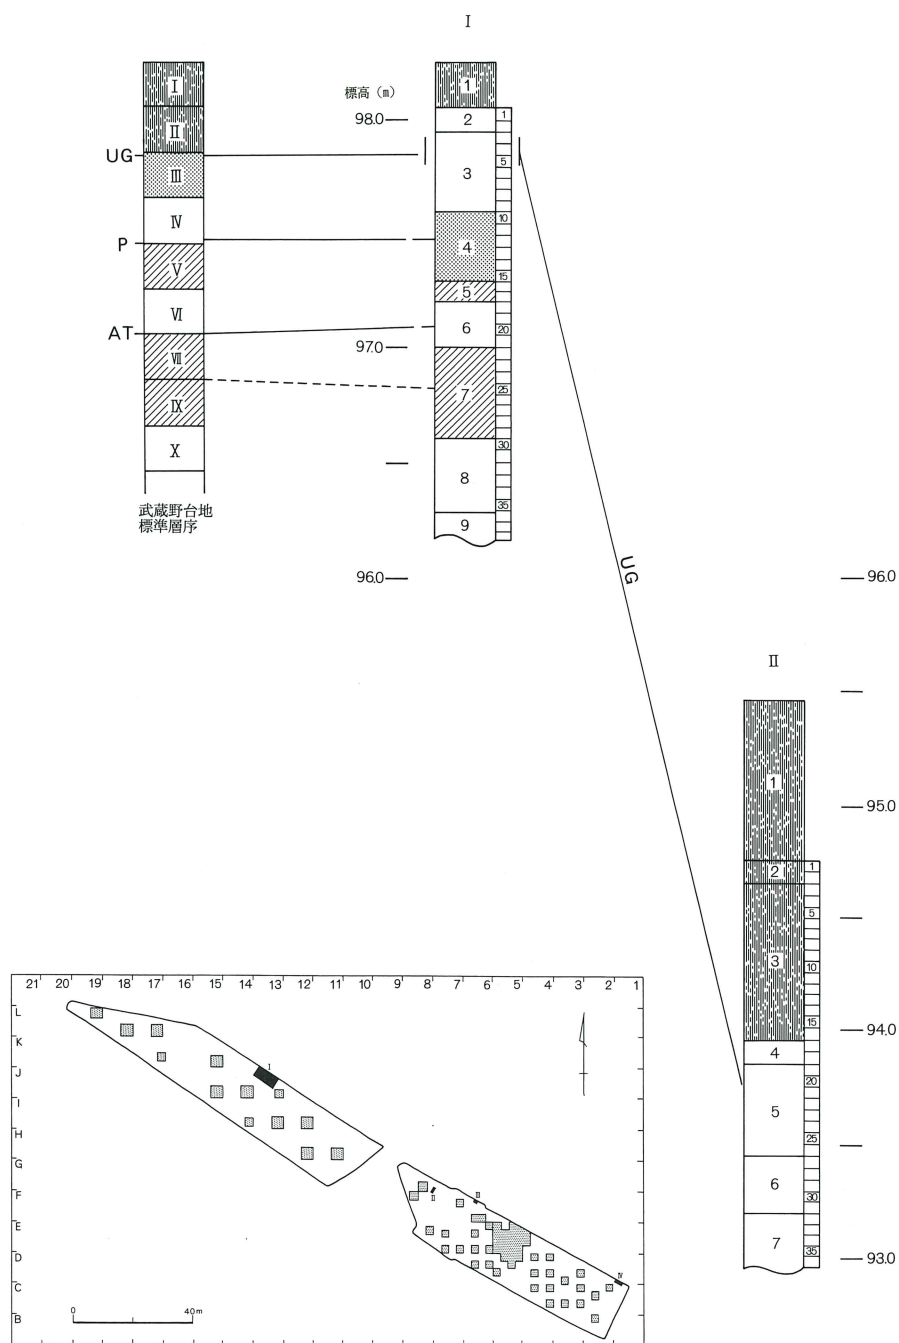 I
標高（m）
98.0
97.0
96.0
I
II
III
IV
V
VI
VII
IX
X
UG
P
AT
武蔵野台地
標準層序
1
2
3
4
5
6
7
8
9
1
5
10
15
20
25
30
35
UG
II
96.0
95.0
94.0
93.0
1
2
3
4
5
6
7
1
5
10
15
20
25
30
35
21 20 19 18 17 16 15 14 13 12 11 10 9 8 7 6 5 4 3 2 1
L
K
J
I
H
G
F
E
D
C
B
I
II
IV
0 40m